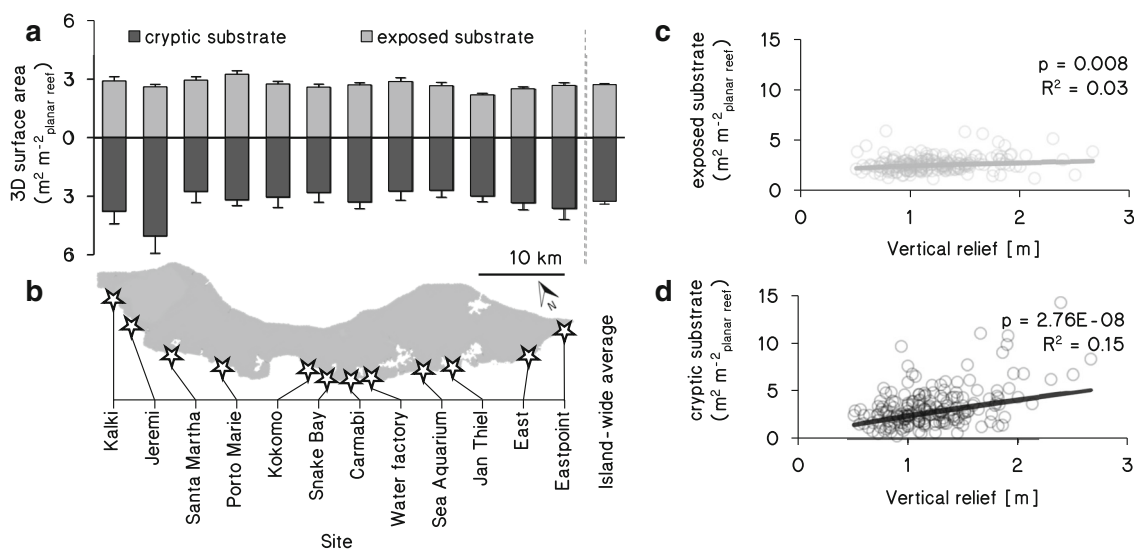 a
cryptic substrate
exposed substrate
6
3
0
3
6
3D surface area
(m² m⁻²planar reef)
b
10 km
N
Kalki
Jeremi
Santa Martha
Porto Marie
Kokomo
Snake Bay
Carmabi
Water factory
Sea Aquarium
Jan Thiel
East
Eastpoint
Island-wide average
Site
c
exposed substrate
(m² m⁻²planar reef)
15
10
5
0
p = 0.008
R² = 0.03
0 1 2 3
Vertical relief [m]
d
cryptic substrate
(m² m⁻²planar reef)
15
10
5
0
p = 2.76E-08
R² = 0.15
0 1 2 3
Vertical relief [m]